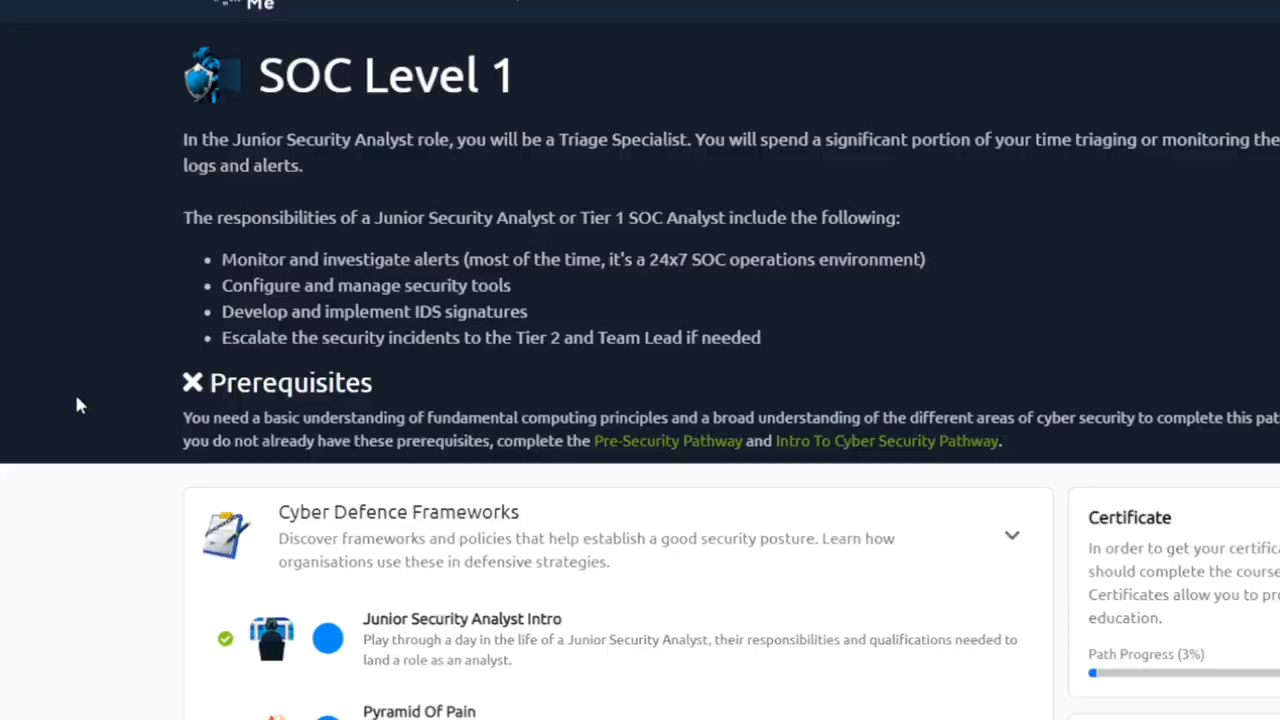 Me
SOC Level 1
In the Junior Security Analyst role, you will be a Triage Specialist. You will spend a significant portion of your time triaging or monitoring the
logs and alerts.
The responsibilities of a Junior Security Analyst or Tier 1 SOC Analyst include the following:
• Monitor and investigate alerts (most of the time, it's a 24x7 SOC operations environment)
• Configure and manage security tools
• Develop and implement IDS signatures
• Escalate the security incidents to the Tier 2 and Team Lead if needed
Prerequisites
You need a basic understanding of fundamental computing principles and a broad understanding of the different areas of cyber security to complete this
you do not already have these prerequisites, complete the Pre-Security Pathway and Intro To Cyber Security Pathway.
Cyber Defence Frameworks
Discover frameworks and policies that help establish a good security posture. Learn how
organisations use these in defensive strategies.
Junior Security Analyst Intro
Play through a day in the life of a Junior Security Analyst, their responsibilities and qualifications needed to
land a role as an analyst.
Pyramid Of Pain
Certificate
In order to get your
should complete the course
Certificates allow you to
education.
Path Progress (3%)